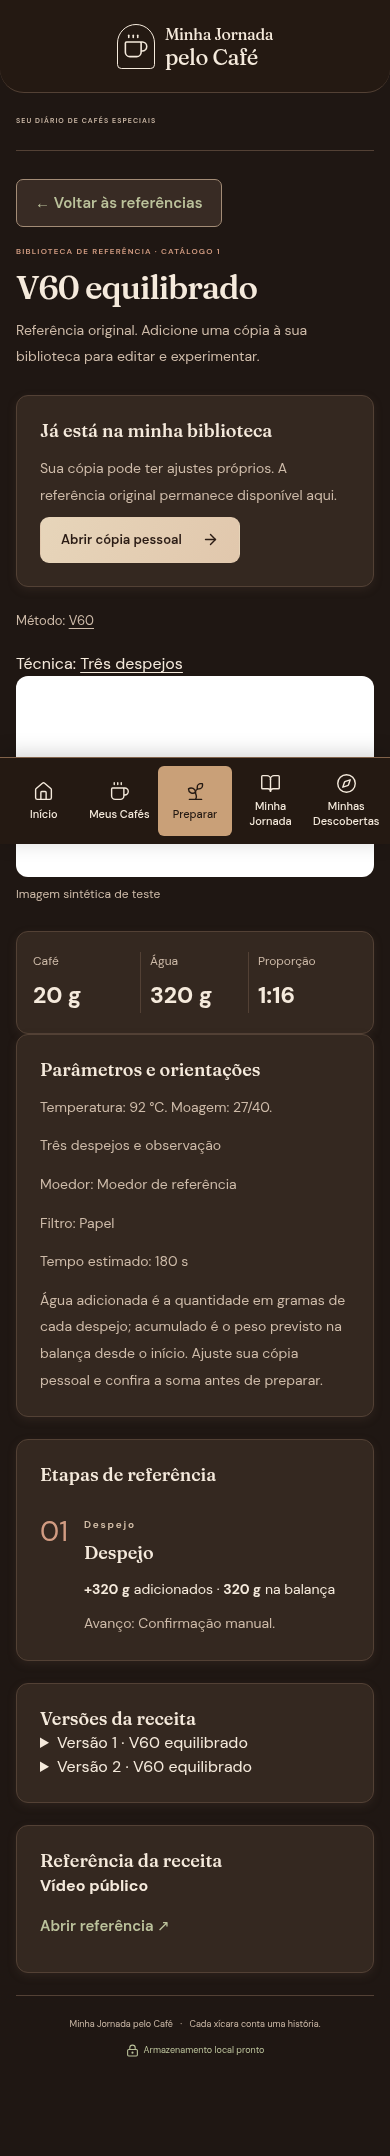 Minha Jornada
pelo Café
SEU DIÁRIO DE CAFÉS ESPECIAIS
← Voltar às referências
BIBLIOTECA DE REFERÊNCIA · CATÁLOGO 1
V60 equilibrado
Referência original. Adicione uma cópia à sua
biblioteca para editar e experimentar.
Já está na minha biblioteca
Sua cópia pode ter ajustes próprios. A
referência original permanece disponível aqui.
Abrir cópia pessoal →
Método: V60
Técnica: Três despejos
Início
Meus Cafés
Preparar
Minha
Jornada
Minhas
Descobertas
Imagem sintética de teste
Café
20 g
Água
320 g
Proporção
1:16
Parâmetros e orientações
Temperatura: 92 °C. Moagem: 27/40.
Três despejos e observação
Moedor: Moedor de referência
Filtro: Papel
Tempo estimado: 180 s
Água adicionada é a quantidade em gramas de
cada despejo; acumulado é o peso previsto na
balança desde o início. Ajuste sua cópia
pessoal e confira a soma antes de preparar.
Etapas de referência
01
Despejo
Despejo
+320 g adicionados · 320 g na balança
Avanço: Confirmação manual.
Versões da receita
▶ Versão 1 · V60 equilibrado
▶ Versão 2 · V60 equilibrado
Referência da receita
Vídeo público
Abrir referência ↗
Minha Jornada pelo Café · Cada xícara conta uma história.
Armazenamento local pronto